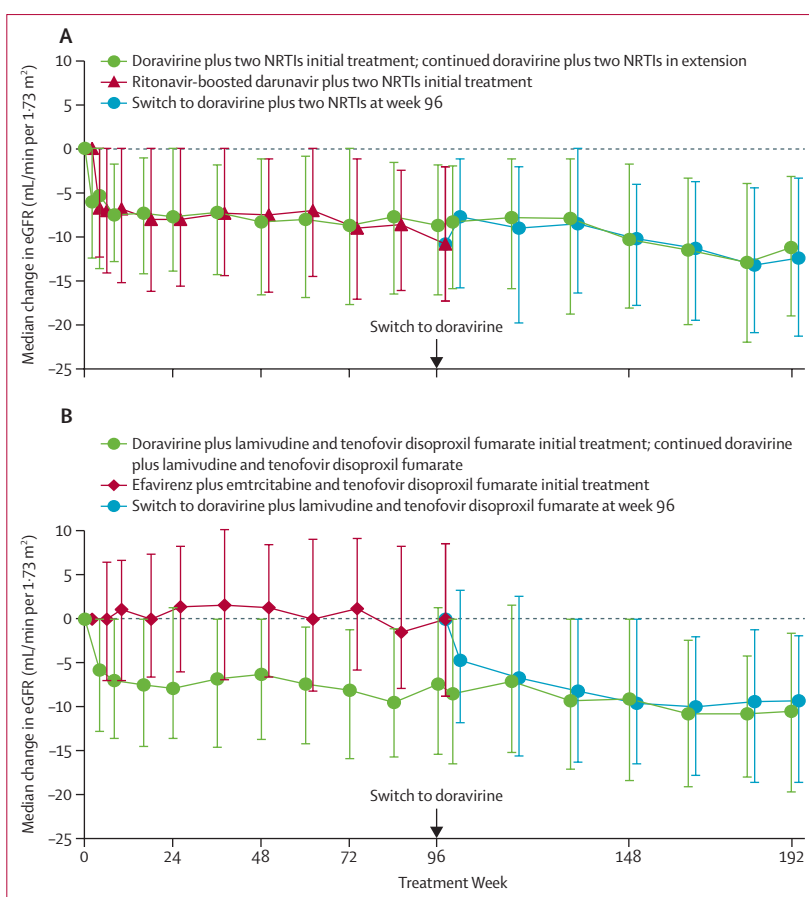 A
Doravirine plus two NRTIs initial treatment; continued doravirine plus two NRTIs in extension
Ritonavir-boosted darunavir plus two NRTIs initial treatment
Switch to doravirine plus two NRTIs at week 96
Median change in eGFR (mL/min per 1·73 m²)
10
5
0
−5
−10
−15
−20
−25
Switch to doravirine
B
Doravirine plus lamivudine and tenofovir disoproxil fumarate initial treatment; continued doravirine
plus lamivudine and tenofovir disoproxil fumarate
Efavirenz plus emtrcitabine and tenofovir disoproxil fumarate initial treatment
Switch to doravirine plus lamivudine and tenofovir disoproxil fumarate at week 96
Median change in eGFR (mL/min per 1·73 m²)
10
5
0
−5
−10
−15
−20
−25
Switch to doravirine
0 24 48 72 96 148 192
Treatment Week